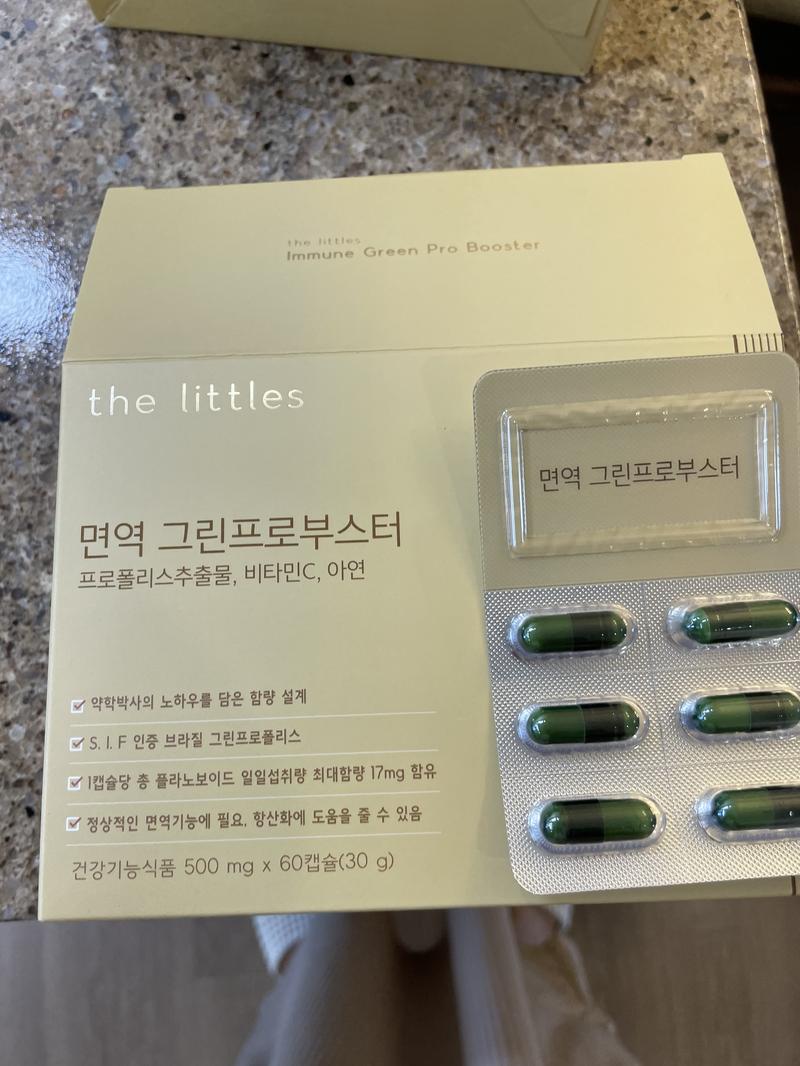 the littles
Immune Green Pro Booster
the littles
면역 그린프로부스터
프로폴리스추출물, 비타민C, 아연
약학박사의 노하우를 담은 함량 설계
S. I. F 인증 브라질 그린프로폴리스
1캡슐당 총 플라노보이드 일일섭취량 최대함량 17mg 함유
정상적인 면역기능에 필요, 항산화에 도움을 줄 수 있음
건강기능식품 500 mg x 60캡슐(30 g)
면역 그린프로부스터